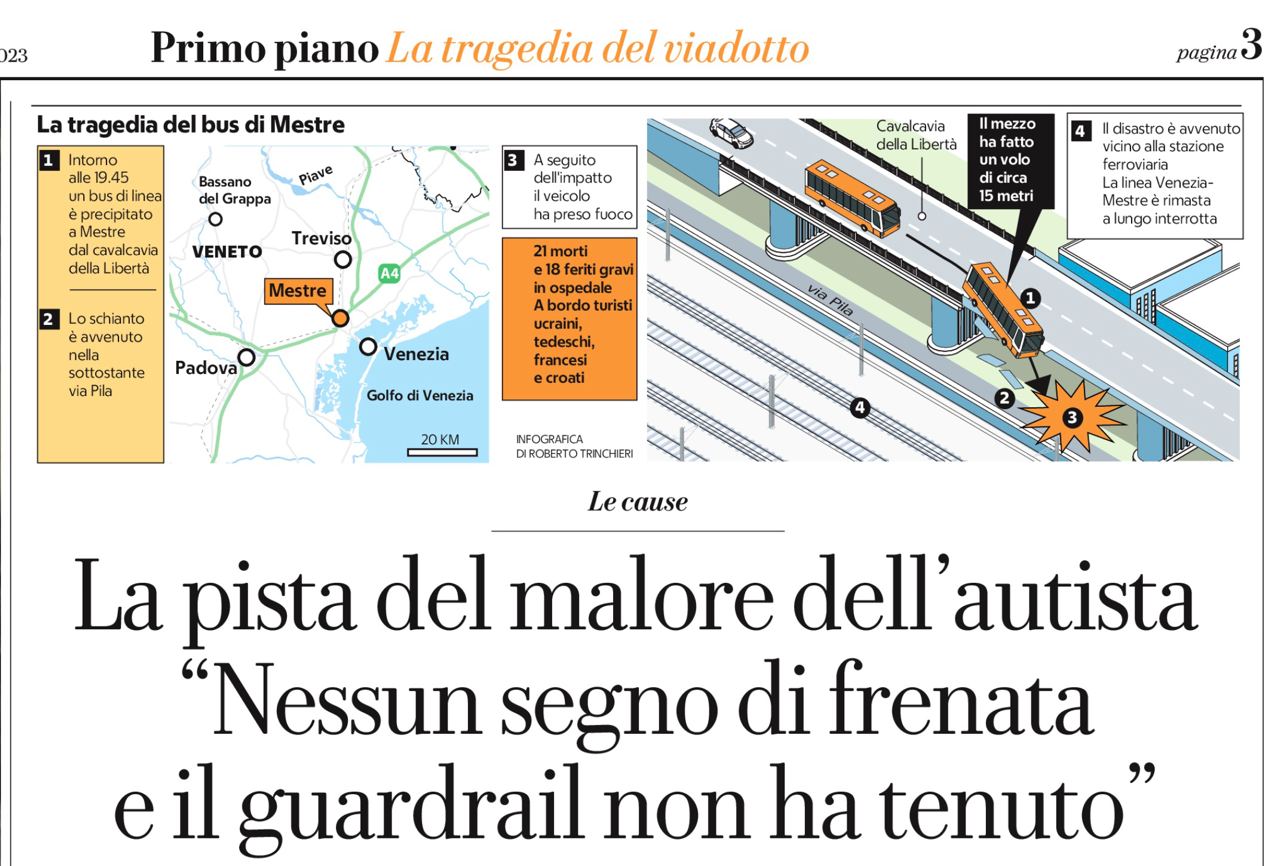 023
Primo piano La tragedia del viadotto
pagina 3
La tragedia del bus di Mestre
1 Intorno
alle 19.45
un bus di linea
è precipitato
a Mestre
dal cavalcavia
della Libertà
2 Lo schianto
è avvenuto
nella
sottostante
via Pila
Bassano
del Grappa
Piave
VENETO
Treviso
A4
Mestre
Padova
Venezia
Golfo di Venezia
20 KM
3 A seguito
dell'impatto
il veicolo
ha preso fuoco
21 morti
e 18 feriti gravi
in ospedale
A bordo turisti
ucraini,
tedeschi,
francesi
e croati
INFOGRAFICA
DI ROBERTO TRINCHIERI
Cavalcavia
della Libertà
Il mezzo
ha fatto
un volo
di circa
15 metri
4 Il disastro è avvenuto
vicino alla stazione
ferroviaria
La linea Venezia-
Mestre è rimasta
a lungo interrotta
via Pila
1
2
3
4
Le cause
La pista del malore dell'autista
“Nessun segno di frenata
e il guardrail non ha tenuto”